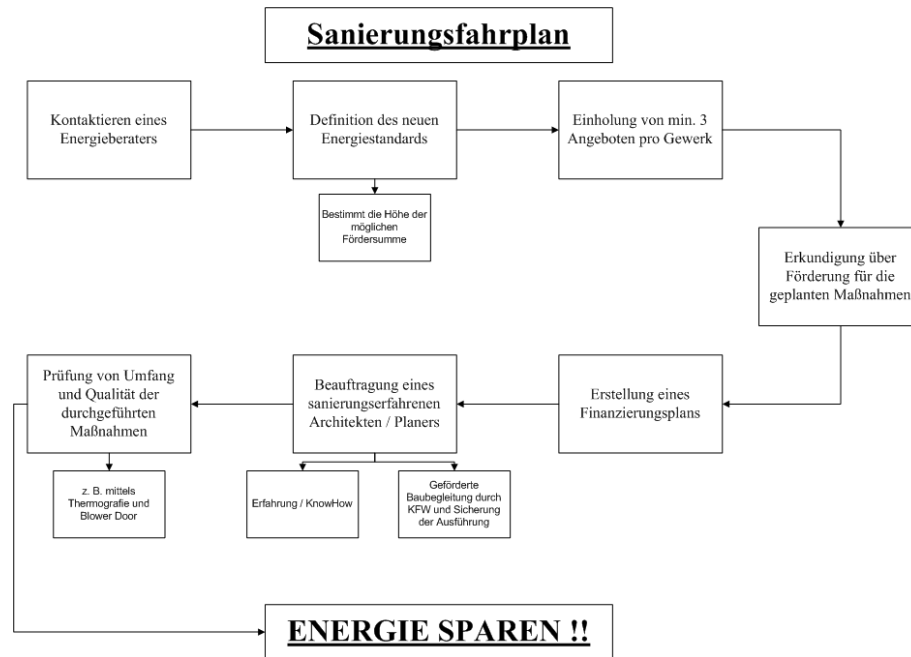 Sanierungsfahrplan
Kontaktieren eines
Energieberaters
Definition des neuen
Energiestandards
Einholung von min. 3
Angeboten pro Gewerk
Bestimmt die Höhe der
möglichen
Fördersumme
Erkundigung über
Förderung für die
geplanten Maßnahmen
Erstellung eines
Finanzierungsplans
Beauftragung eines
sanierungserfahrenen
Architekten / Planers
Erfahrung / KnowHow
Geförderte
Baubegleitung durch
KFW und Sicherung
der Ausführung
Prüfung von Umfang
und Qualität der
durchgeführten
Maßnahmen
z. B. mittels
Thermografie und
Blower Door
ENERGIE SPAREN !!